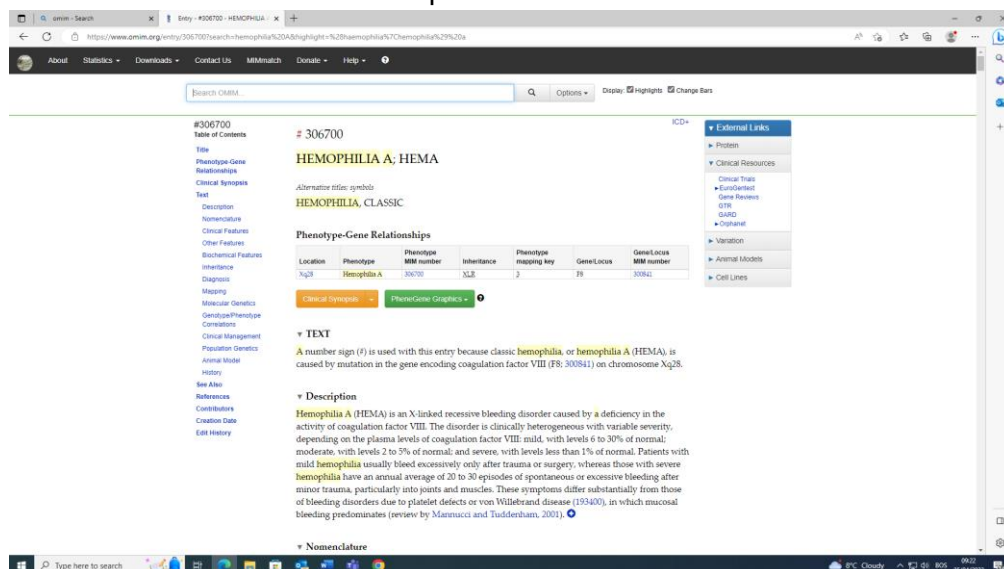 omim - Search
Entry - #306700 - HEMOPHILIA
https://www.omim.org/entry/306700?search=hemophilia%20A&highlight=%28haemophilia%7Chemophilia%29%20a
About Statistics Downloads Contact Us MIMmatch Donate Help
Search OMIM...
Options
Display: Highlights Change Bars
#306700
Table of Contents
Title
Phenotype-Gene
Relationships
Clinical Synopsis
Text
Description
Nomenclature
Clinical Features
Other Features
Biochemical Features
Inheritance
Diagnosis
Mapping
Molecular Genetics
Genotype/Phenotype
Correlations
Clinical Management
Population Genetics
Animal Model
History
See Also
References
Contributors
Creation Date
Edit History
# 306700
ICD+
HEMOPHILIA A; HEMA
Alternative titles; symbols
HEMOPHILIA, CLASSIC
Phenotype-Gene Relationships
Location Phenotype Phenotype MIM number Inheritance Phenotype mapping key Gene/Locus Gene/Locus MIM number
Xq28 Hemophilia A 306700 XLR 3 F8 300841
Clinical Synopsis
PheneGene Graphics
TEXT
A number sign (#) is used with this entry because classic hemophilia, or hemophilia A (HEMA), is
caused by mutation in the gene encoding coagulation factor VIII (F8; 300841) on chromosome Xq28.
Description
Hemophilia A (HEMA) is an X-linked recessive bleeding disorder caused by a deficiency in the
activity of coagulation factor VIII. The disorder is clinically heterogeneous with variable severity,
depending on the plasma levels of coagulation factor VIII: mild, with levels 6 to 30% of normal;
moderate, with levels 2 to 5% of normal; and severe, with levels less than 1% of normal. Patients with
mild hemophilia usually bleed excessively only after trauma or surgery, whereas those with severe
hemophilia have an annual average of 20 to 30 episodes of spontaneous or excessive bleeding after
minor trauma, particularly into joints and muscles. These symptoms differ substantially from those
of bleeding disorders due to platelet defects or von Willebrand disease (193400), in which mucosal
bleeding predominates (review by Mannucci and Tuddenham, 2001).
Nomenclature
External Links
Protein
Clinical Resources
Clinical Trials
EuroGentest
Gene Reviews
GTR
GARD
Orphanet
Variation
Animal Models
Cell Lines
Type here to search
8°C Cloudy
BOS
09:22